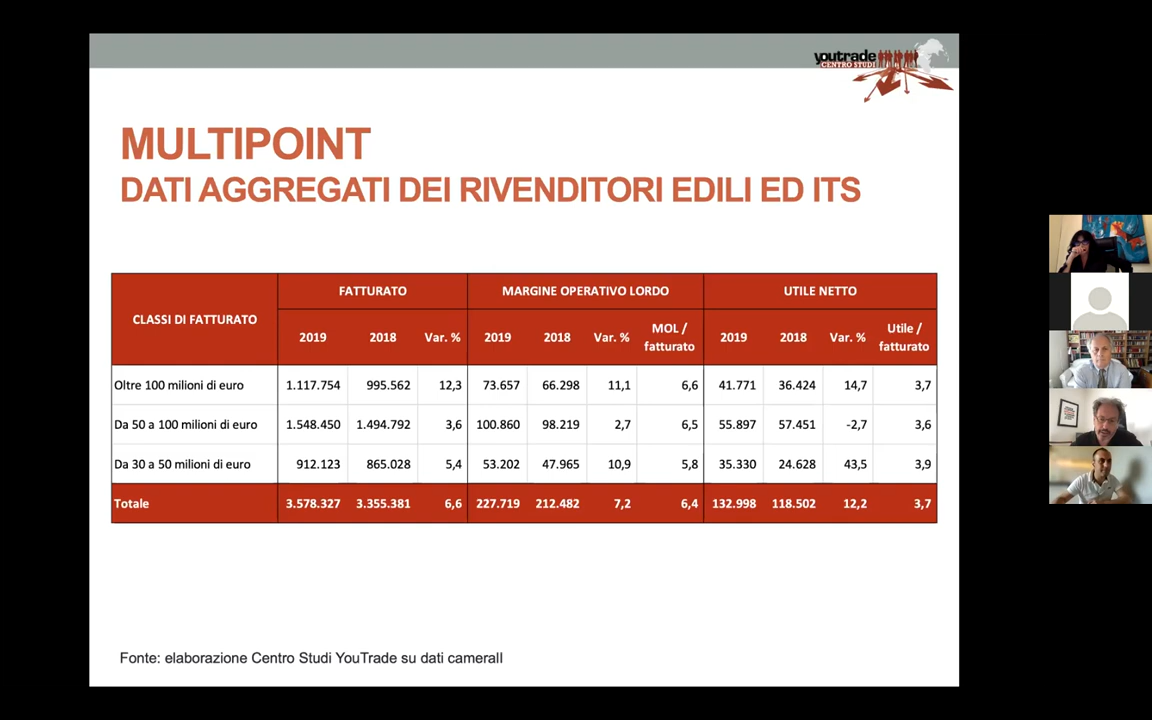 youtrade
CENTRO STUDI
MULTIPOINT
DATI AGGREGATI DEI RIVENDITORI EDILI ED ITS
CLASSI DI FATTURATO
FATTURATO
MARGINE OPERATIVO LORDO
UTILE NETTO
2019 2018 Var. % 2019 2018 Var. % MOL / fatturato 2019 2018 Var. % Utile / fatturato
Oltre 100 milioni di euro 1.117.754 995.562 12,3 73.657 66.298 11,1 6,6 41.771 36.424 14,7 3,7
Da 50 a 100 milioni di euro 1.548.450 1.494.792 3,6 100.860 98.219 2,7 6,5 55.897 57.451 -2,7 3,6
Da 30 a 50 milioni di euro 912.123 865.028 5,4 53.202 47.965 10,9 5,8 35.330 24.628 43,5 3,9
Totale 3.578.327 3.355.381 6,6 227.719 212.482 7,2 6,4 132.998 118.502 12,2 3,7
Fonte: elaborazione Centro Studi YouTrade su dati camerall